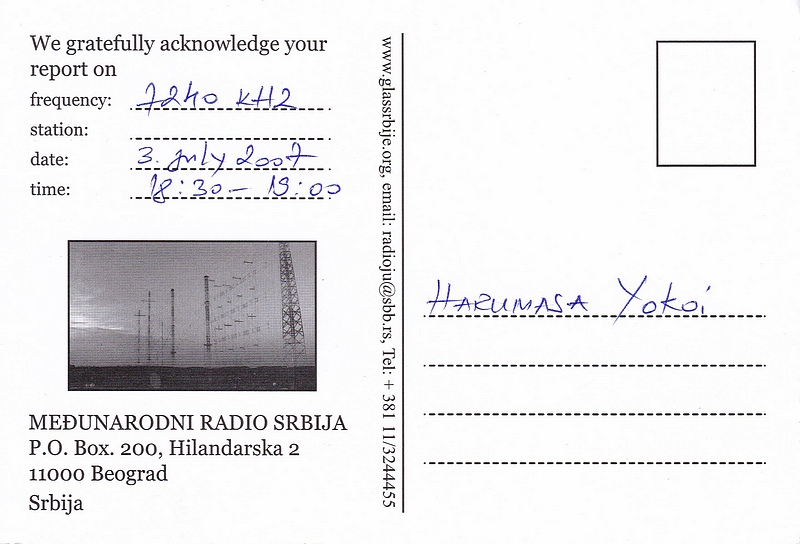 We gratefully acknowledge your
report on
frequency: 7240 KHz
station:
date: 3. july 2007
time: 18:30 – 19:00
MEĐUNARODNI RADIO SRBIJA
P.O. Box. 200, Hilandarska 2
11000 Beograd
Srbija
www.glassrbije.org, email: radioju@sbb.rs, Tel: + 381 11/3244455
HARUMASA Yokoi